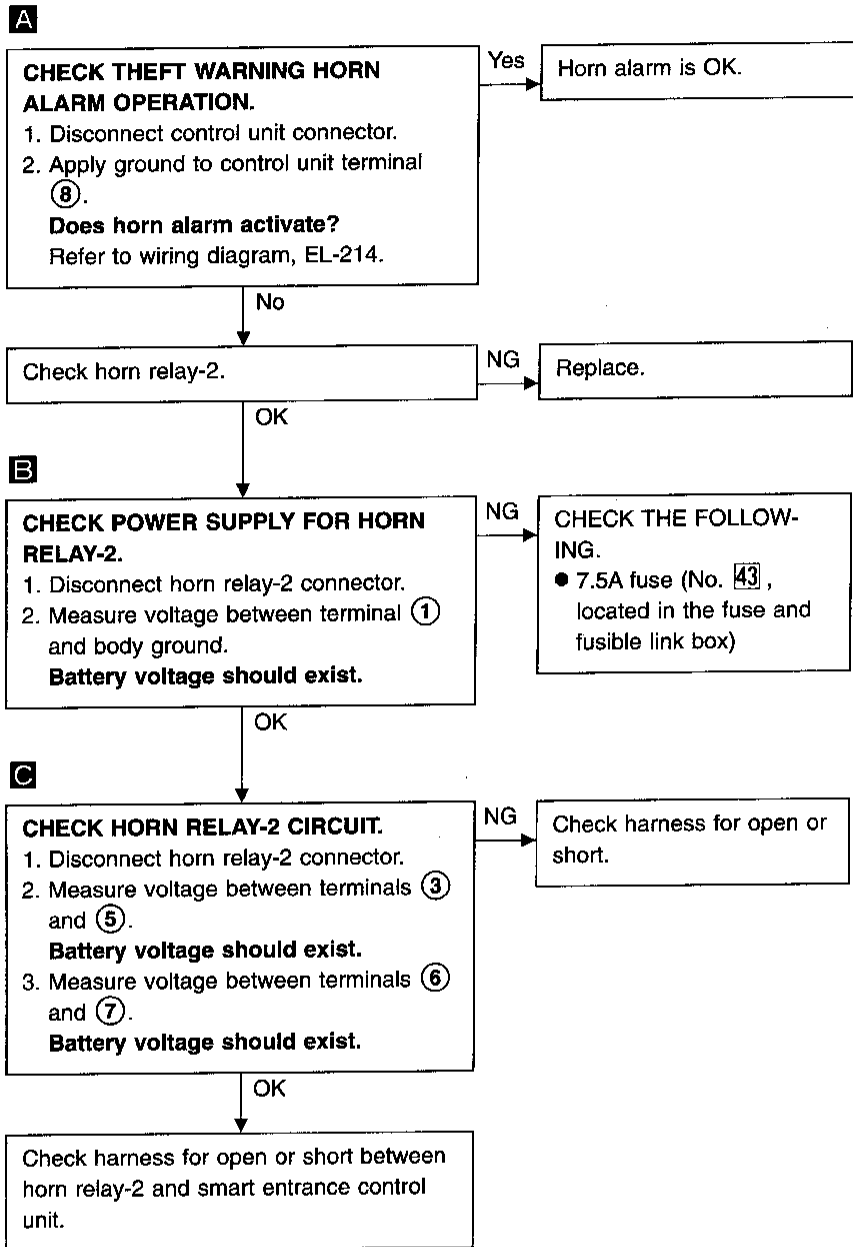 A
CHECK THEFT WARNING HORN
ALARM OPERATION.
1. Disconnect control unit connector.
2. Apply ground to control unit terminal
⑧.
Does horn alarm activate?
Refer to wiring diagram, EL-214.
Yes
Horn alarm is OK.
No
Check horn relay-2.
NG
Replace.
OK
B
CHECK POWER SUPPLY FOR HORN
RELAY-2.
1. Disconnect horn relay-2 connector.
2. Measure voltage between terminal ①
and body ground.
Battery voltage should exist.
NG
CHECK THE FOLLOW-
ING.
● 7.5A fuse (No. 43 ,
located in the fuse and
fusible link box)
OK
C
CHECK HORN RELAY-2 CIRCUIT.
1. Disconnect horn relay-2 connector.
2. Measure voltage between terminals ③
and ⑤.
Battery voltage should exist.
3. Measure voltage between terminals ⑥
and ⑦.
Battery voltage should exist.
NG
Check harness for open or
short.
OK
Check harness for open or short between
horn relay-2 and smart entrance control
unit.